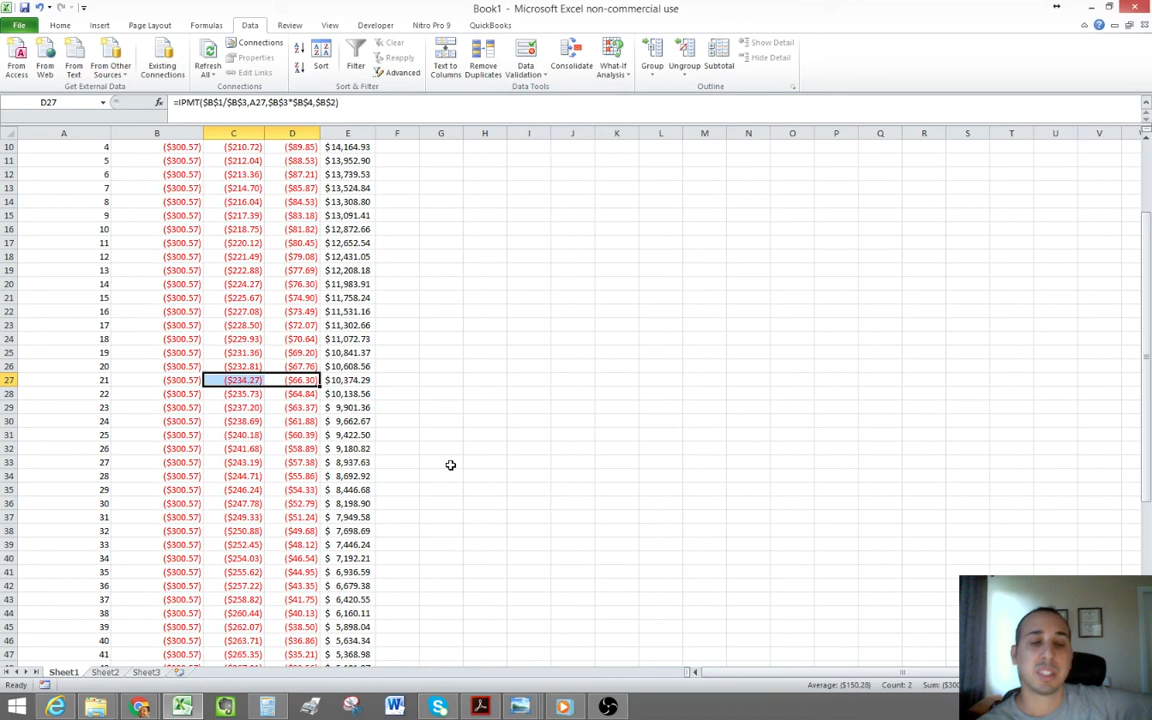 Book1 - Microsoft Excel non-commercial use
File Home Insert Page Layout Formulas Data Review View Developer Nitro Pro 9 QuickBooks
From Access From Web From Text From Other Sources Existing Connections Refresh All Connections Properties Edit Links Sort Filter Clear Reapply Advanced Text to Columns Remove Duplicates Data Validation Consolidate What-If Analysis Group Ungroup Subtotal Show Detail Hide Detail
Get External Data Connections Sort & Filter Data Tools Outline
D27 fx =IPMT($B$1/$B$3,A27,$B$3*$B$4,$B$2)
A B C D E F G H I J K L M N O P Q R S T U V
10 4 ($300.57) ($210.72) ($89.85) $14,164.93
11 5 ($300.57) ($212.04) ($88.53) $13,952.90
12 6 ($300.57) ($213.36) ($87.21) $13,739.53
13 7 ($300.57) ($214.70) ($85.87) $13,524.84
14 8 ($300.57) ($216.04) ($84.53) $13,308.80
15 9 ($300.57) ($217.39) ($83.18) $13,091.41
16 10 ($300.57) ($218.75) ($81.82) $12,872.66
17 11 ($300.57) ($220.12) ($80.45) $12,652.54
18 12 ($300.57) ($221.49) ($79.08) $12,431.05
19 13 ($300.57) ($222.88) ($77.69) $12,208.18
20 14 ($300.57) ($224.27) ($76.30) $11,983.91
21 15 ($300.57) ($225.67) ($74.90) $11,758.24
22 16 ($300.57) ($227.08) ($73.49) $11,531.16
23 17 ($300.57) ($228.50) ($72.07) $11,302.66
24 18 ($300.57) ($229.93) ($70.64) $11,072.73
25 19 ($300.57) ($231.36) ($69.20) $10,841.37
26 20 ($300.57) ($232.81) ($67.76) $10,608.56
27 21 ($300.57) ($234.27) ($66.30) $10,374.29
28 22 ($300.57) ($235.73) ($64.84) $10,138.56
29 23 ($300.57) ($237.20) ($63.37) $ 9,901.36
30 24 ($300.57) ($238.69) ($61.88) $ 9,662.67
31 25 ($300.57) ($240.18) ($60.39) $ 9,422.50
32 26 ($300.57) ($241.68) ($58.89) $ 9,180.82
33 27 ($300.57) ($243.19) ($57.38) $ 8,937.63
34 28 ($300.57) ($244.71) ($55.86) $ 8,692.92
35 29 ($300.57) ($246.24) ($54.33) $ 8,446.68
36 30 ($300.57) ($247.78) ($52.79) $ 8,198.90
37 31 ($300.57) ($249.33) ($51.24) $ 7,949.58
38 32 ($300.57) ($250.88) ($49.68) $ 7,698.69
39 33 ($300.57) ($252.45) ($48.12) $ 7,446.24
40 34 ($300.57) ($254.03) ($46.54) $ 7,192.21
41 35 ($300.57) ($255.62) ($44.95) $ 6,936.59
42 36 ($300.57) ($257.22) ($43.35) $ 6,679.38
43 37 ($300.57) ($258.82) ($41.75) $ 6,420.55
44 38 ($300.57) ($260.44) ($40.13) $ 6,160.11
45 39 ($300.57) ($262.07) ($38.50) $ 5,898.04
46 40 ($300.57) ($263.71) ($36.86) $ 5,634.34
47 41 ($300.57) ($265.35) ($35.21) $ 5,368.98
Sheet1 Sheet2 Sheet3
Ready Average: ($150.28) Count: 2 Sum: ($300